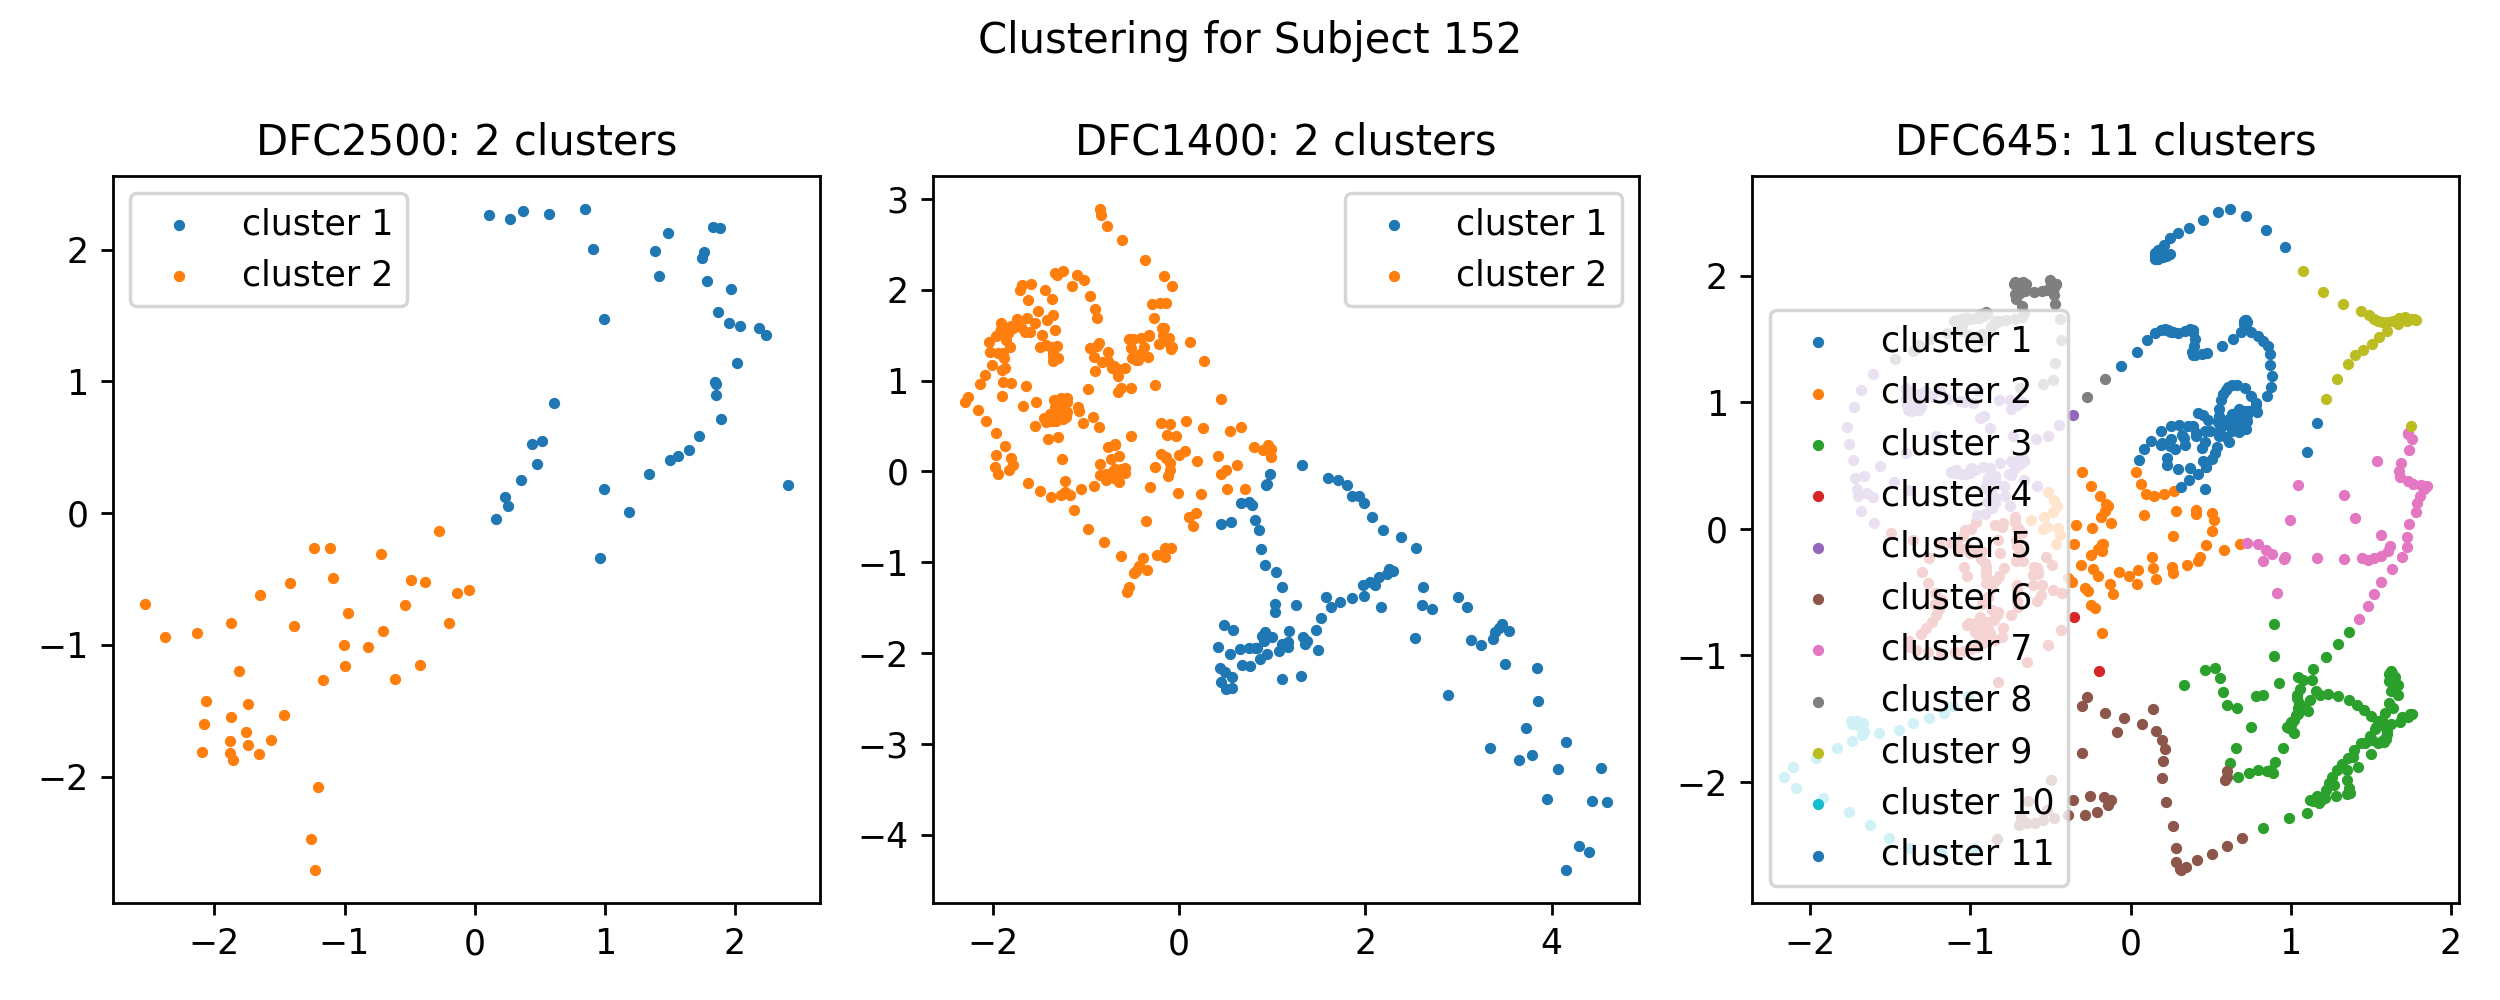 Clustering for Subject 152
DFC2500: 2 clusters
cluster 1
cluster 2
2
1
0
−1
−2
−2
−1
0
1
2
DFC1400: 2 clusters
cluster 1
cluster 2
3
2
1
0
−1
−2
−3
−4
−2
0
2
4
DFC645: 11 clusters
cluster 1
cluster 2
cluster 3
cluster 4
cluster 5
cluster 6
cluster 7
cluster 8
cluster 9
cluster 10
cluster 11
2
1
0
−1
−2
−2
−1
0
1
2